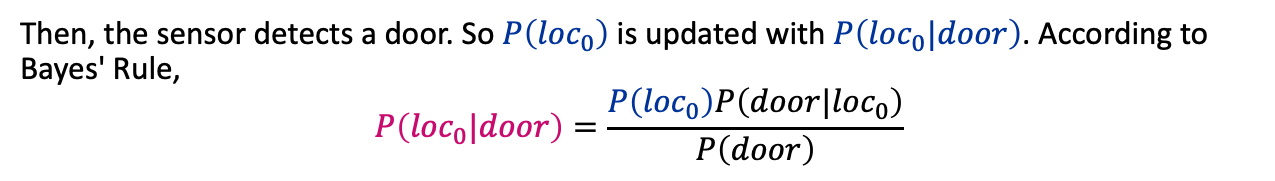 Then, the sensor detects a door. So P(loc₀) is updated with P(loc₀|door). According to
Bayes' Rule,
P(loc₀|door) = P(loc₀)P(door|loc₀)
P(door)